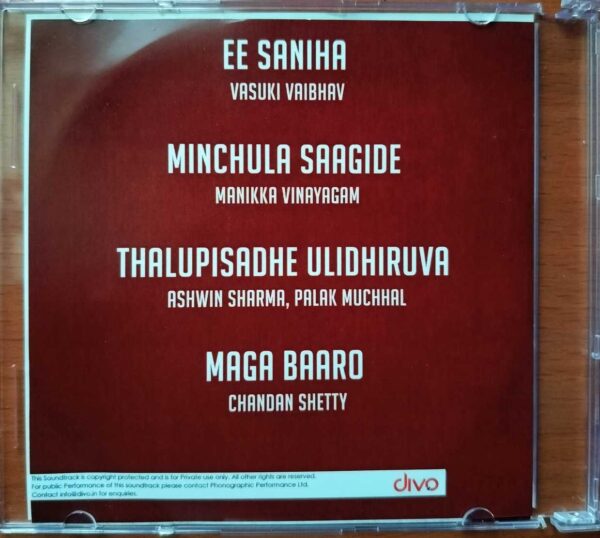 EE SANIHA
VASUKI VAIBHAV
MINCHULA SAAGIDE
MANIKKA VINAYAGAM
THALUPISADHE ULIDHIRUVA
ASHWIN SHARMA, PALAK MUCHHAL
MAGA BAARO
CHANDAN SHETTY
This Soundtrack is copyright protected and is for Private use only. All other rights are reserved.
For public Performance of this soundtrack please contact Phonographic Performance Ltd.
Contact info@divo.in for enquiries.
divo